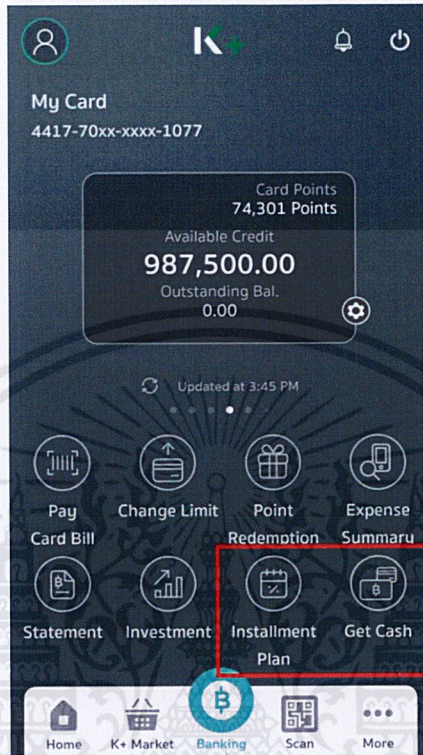 K+
My Card
4417-70xx-xxxx-1077
Card Points
74,301 Points
Available Credit
987,500.00
Outstanding Bal.
0.00
Updated at 3:45 PM
Pay
Card Bill
Change Limit
Point
Redemption
Expense
Summary
Statement
Investment
Installment
Plan
Get Cash
Home
K+ Market
Banking
Scan
More